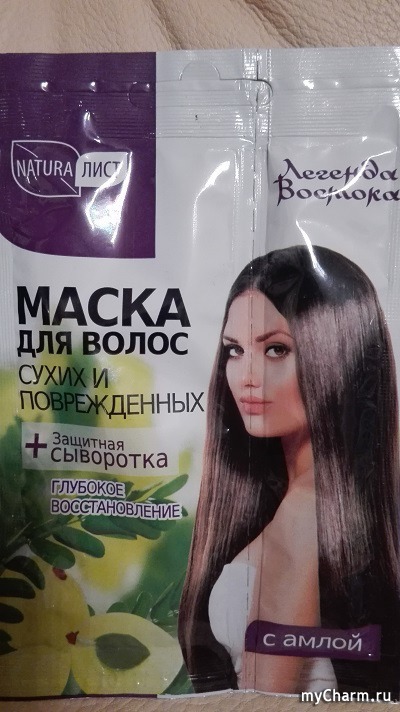 NATURA ЛИСТ
Легенда
Востока
МАСКА
ДЛЯ ВОЛОС
СУХИХ И
ПОВРЕЖДЕННЫХ
+ Защитная
сыворотка
ГЛУБОКОЕ
ВОССТАНОВЛЕНИЕ
с амлой
myCharm.ru